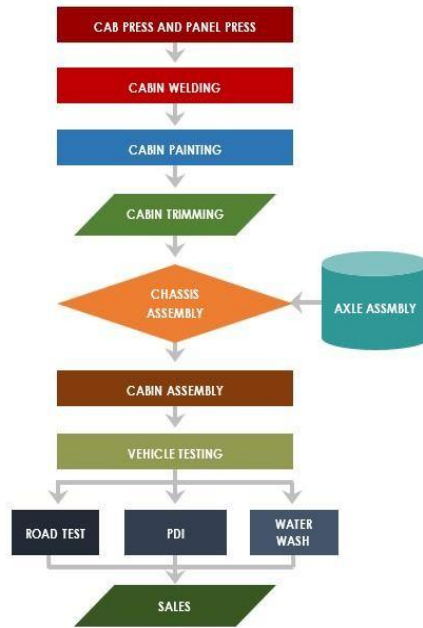 CAB PRESS AND PANEL PRESS
CABIN WELDING
CABIN PAINTING
CABIN TRIMMING
CHASSIS
ASSEMBLY
AXLE ASSMBLY
CABIN ASSEMBLY
VEHICLE TESTING
ROAD TEST
PDI
WATER
WASH
SALES